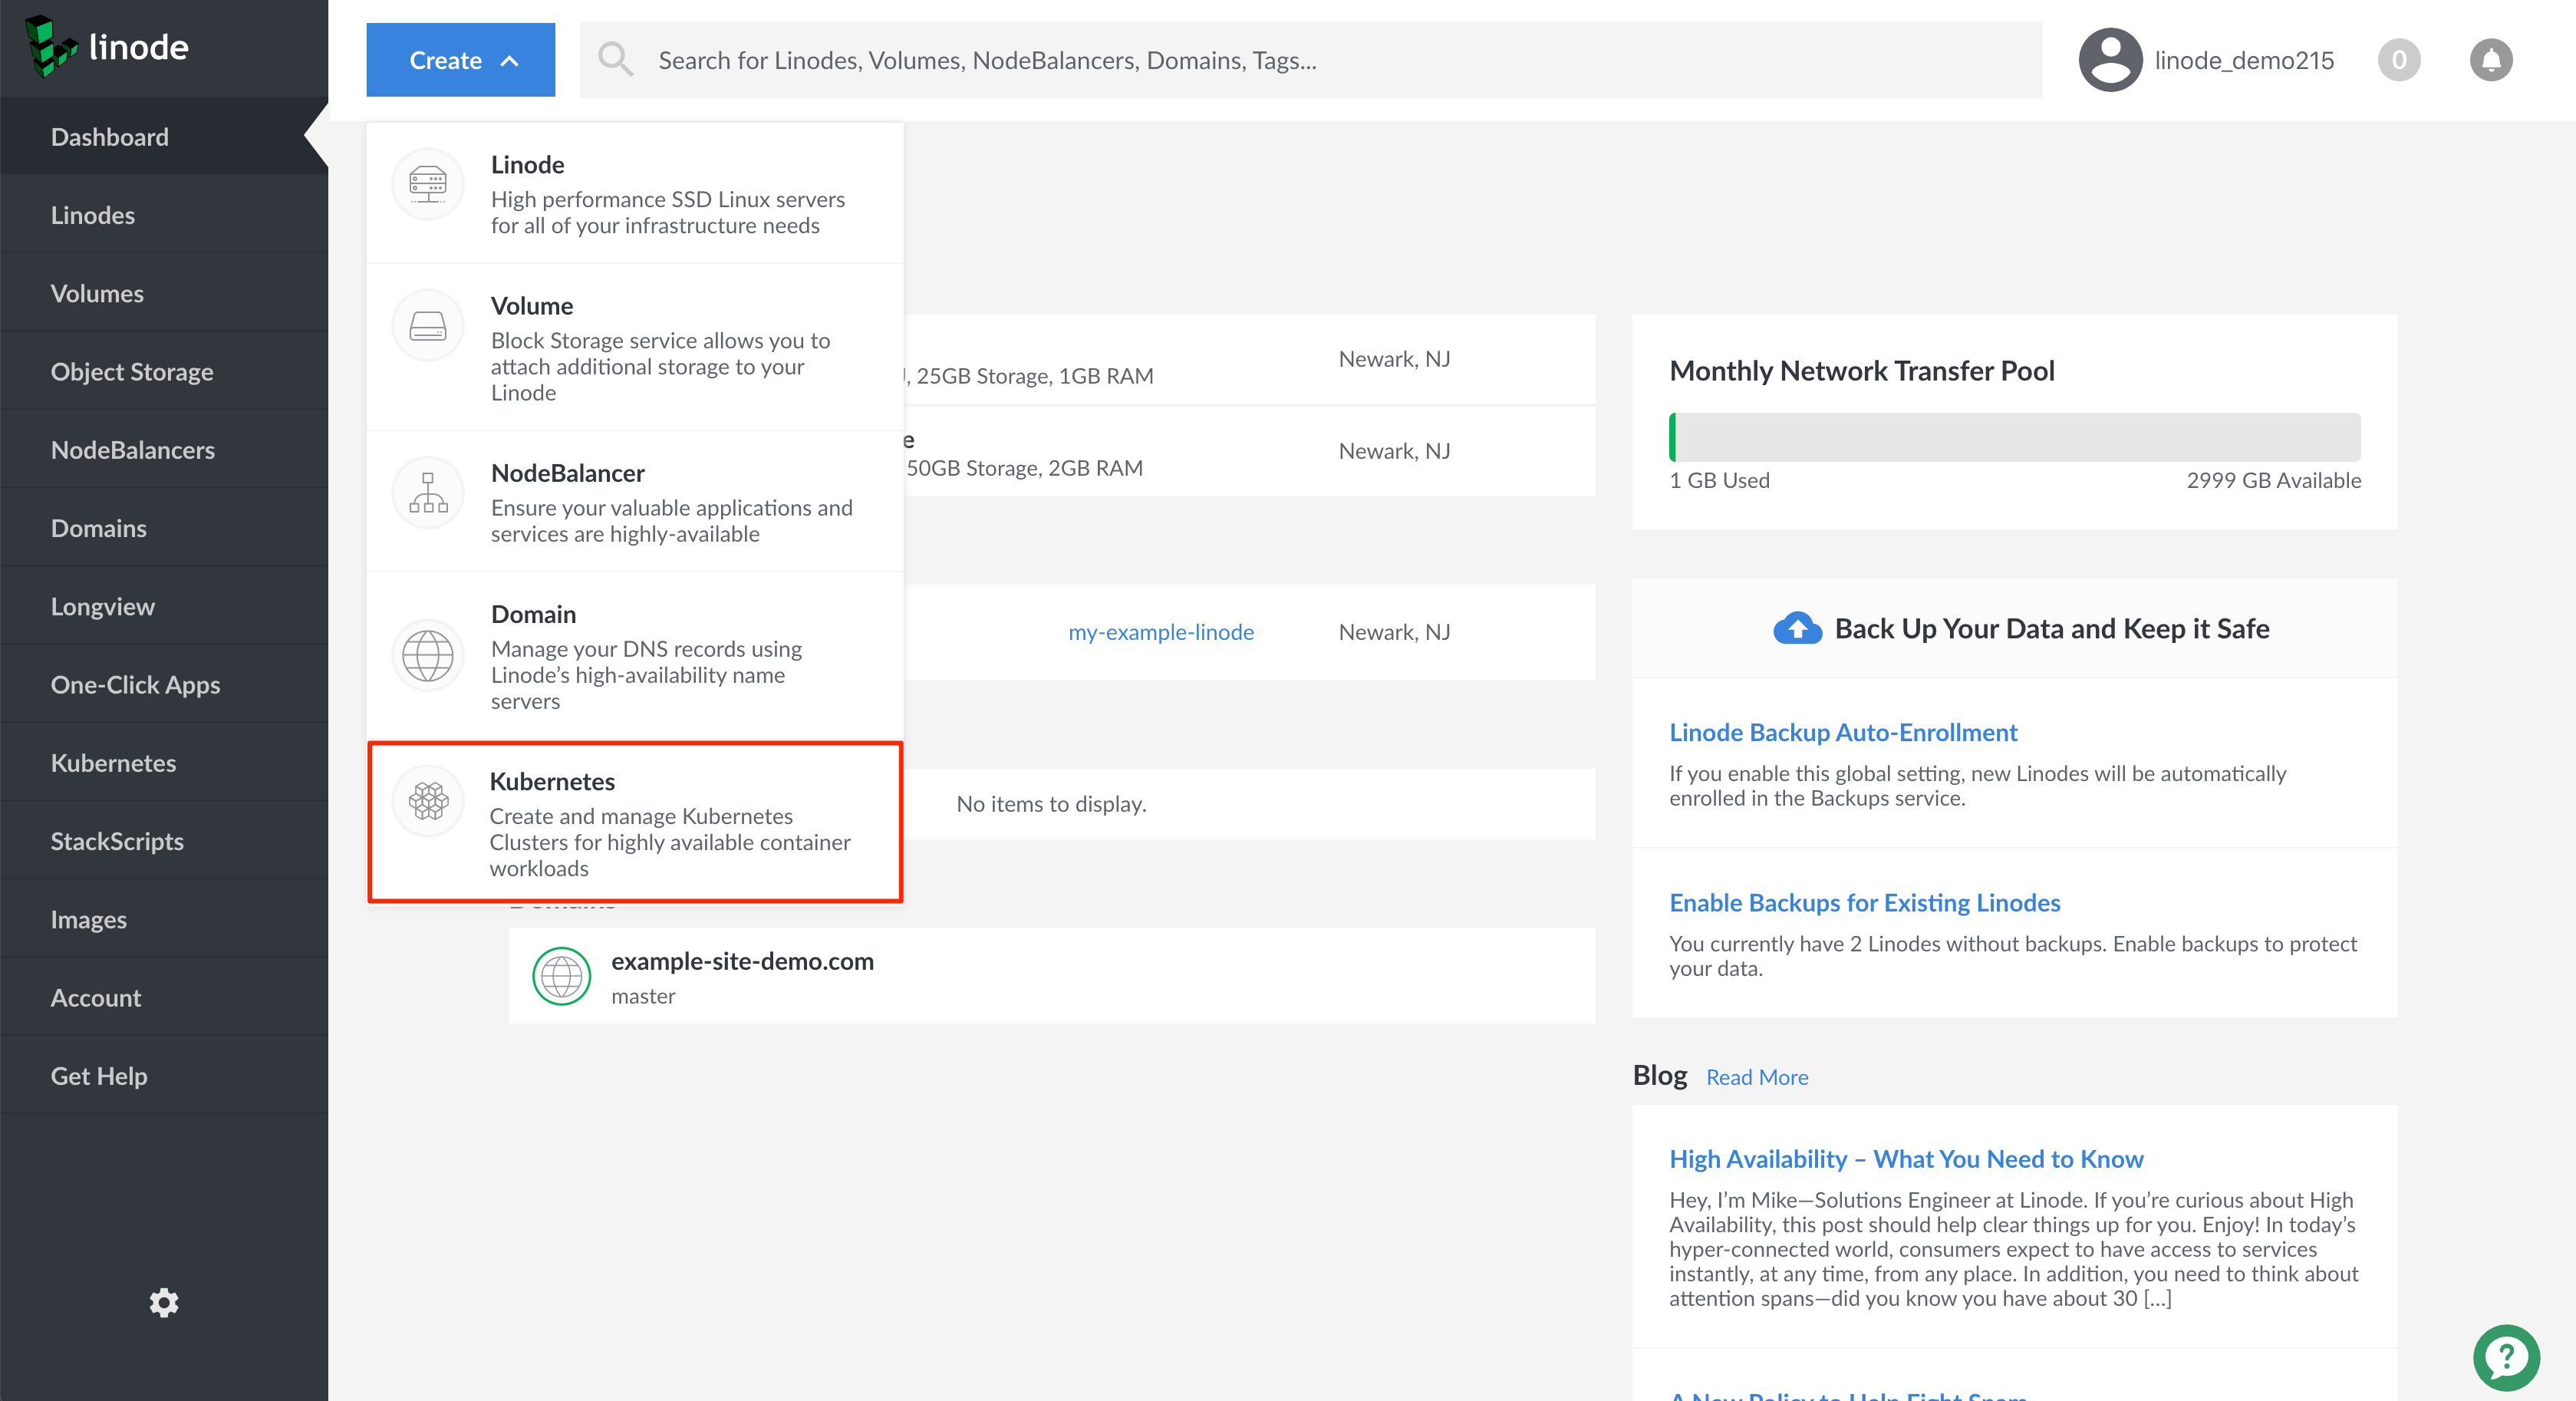 linode
Create
Search for Linodes, Volumes, NodeBalancers, Domains, Tags...
linode_demo215
0
Dashboard
Linodes
Volumes
Object Storage
NodeBalancers
Domains
Longview
One-Click Apps
Kubernetes
StackScripts
Images
Account
Get Help
Linode
High performance SSD Linux servers
for all of your infrastructure needs
Volume
Block Storage service allows you to
attach additional storage to your
Linode
NodeBalancer
Ensure your valuable applications and
services are highly-available
Domain
Manage your DNS records using
Linode’s high-availability name
servers
Kubernetes
Create and manage Kubernetes
Clusters for highly available container
workloads
, 25GB Storage, 1GB RAM
Newark, NJ
e
50GB Storage, 2GB RAM
Newark, NJ
my-example-linode
Newark, NJ
No items to display.
example-site-demo.com
master
Monthly Network Transfer Pool
1 GB Used
2999 GB Available
Back Up Your Data and Keep it Safe
Linode Backup Auto-Enrollment
If you enable this global setting, new Linodes will be automatically
enrolled in the Backups service.
Enable Backups for Existing Linodes
You currently have 2 Linodes without backups. Enable backups to protect
your data.
Blog Read More
High Availability – What You Need to Know
Hey, I’m Mike—Solutions Engineer at Linode. If you’re curious about High
Availability, this post should help clear things up for you. Enjoy! In today’s
hyper-connected world, consumers expect to have access to services
instantly, at any time, from any place. In addition, you need to think about
attention spans—did you know you have about 30 [...]
A New Policy to Help Fight Spam